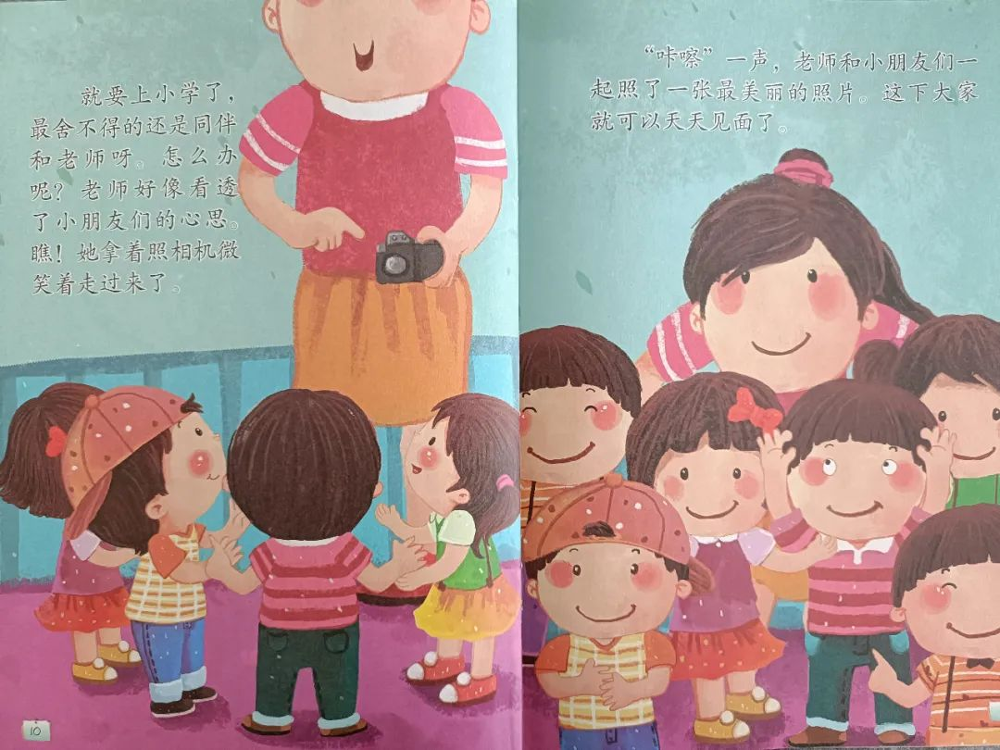 就要上小学了，
最舍不得的还是同伴
和老师呀。怎么办
呢？老师好像看透
了小朋友们的心思。
瞧！她拿着照相机微
笑着走过来了。
10
“咔嚓”一声，老师和小朋友们一
起照了一张最美丽的照片。这下大家
就可以天天见面了。